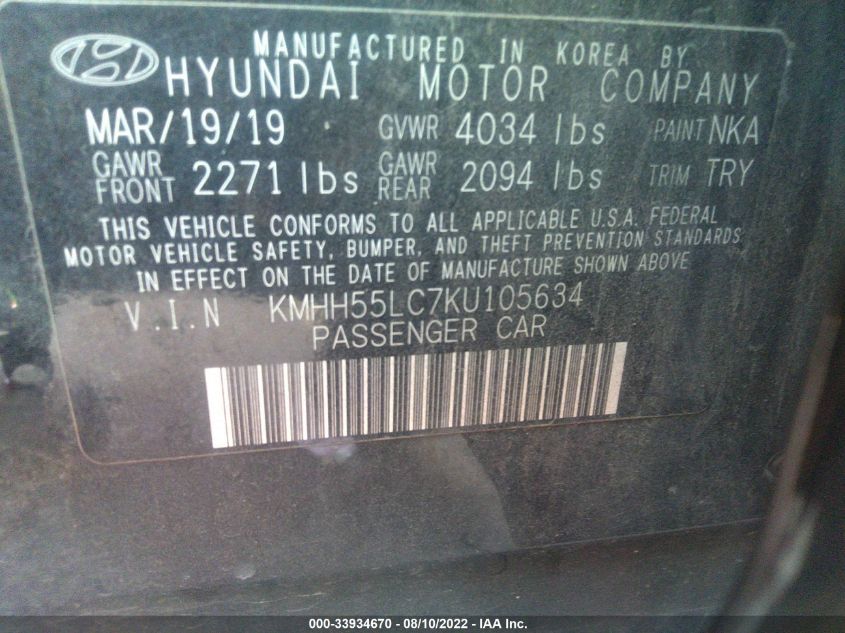 MANUFACTURED IN KOREA BY
HYUNDAI MOTOR COMPANY
MAR/19/19 GVWR 4034 lbs PAINT NKA
GAWR FRONT 2271 lbs GAWR REAR 2094 lbs TRIM TRY
THIS VEHICLE CONFORMS TO ALL APPLICABLE U.S.A. FEDERAL
MOTOR VEHICLE SAFETY, BUMPER, AND THEFT PREVENTION STANDARDS
IN EFFECT ON THE DATE OF MANUFACTURE SHOWN ABOVE
V.I.N KMHH55LC7KU105634
PASSENGER CAR
000-33934670 - 08/10/2022 - IAA Inc.